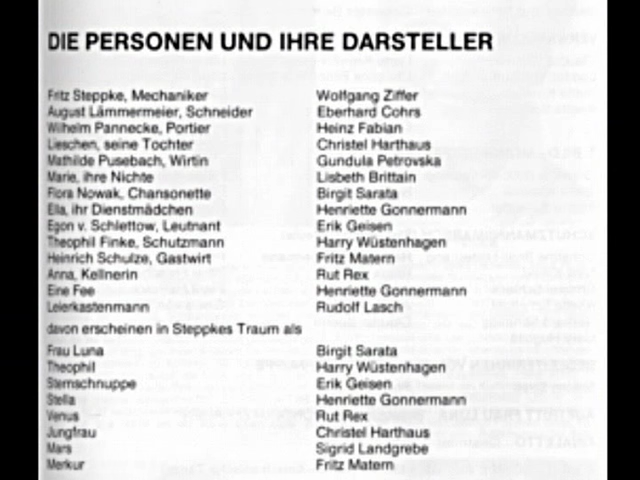 DIE PERSONEN UND IHRE DARSTELLER
Fritz Steppke, Mechaniker Wolfgang Ziffer
August Lämmermeier, Schneider Eberhard Cohrs
Wilhelm Pannecke, Portier Heinz Fabian
Lieschen, seine Tochter Christel Harthaus
Mathilde Pusebach, Wirtin Gundula Petrovska
Marie, ihre Nichte Lisbeth Brittain
Flora Nowak, Chansonette Birgit Sarata
Ella, ihr Dienstmädchen Henriette Gonnermann
Egon v. Schlettow, Leutnant Erik Geisen
Theophil Finke, Schutzmann Harry Wüstenhagen
Heinrich Schulze, Gastwirt Fritz Matern
Anna, Kellnerin Rut Rex
Eine Fee Henriette Gonnermann
Leierkastenmann Rudolf Lasch
davon erscheinen in Steppkes Traum als
Frau Luna Birgit Sarata
Theophil Harry Wüstenhagen
Sternschnuppe Erik Geisen
Stella Henriette Gonnermann
Venus Rut Rex
Jungfrau Christel Harthaus
Mars Sigrid Landgrebe
Merkur Fritz Matern